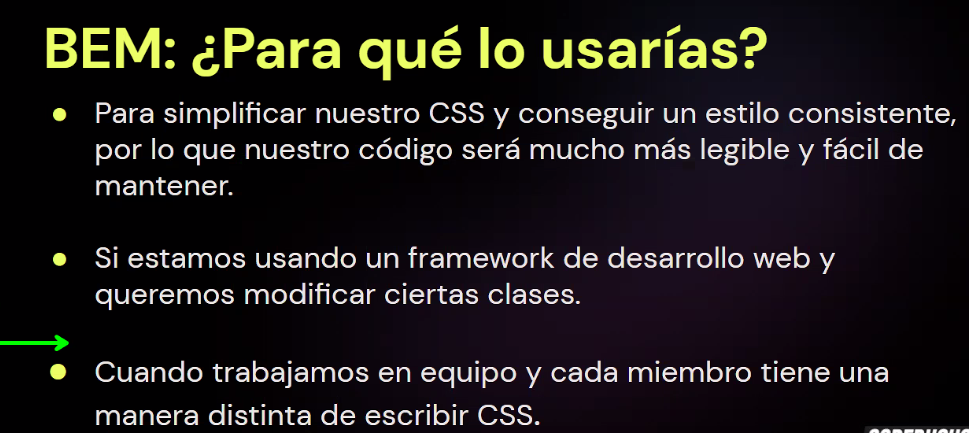 BEM: ¿Para qué lo usarías?
• Para simplificar nuestro CSS y conseguir un estilo consistente,
por lo que nuestro código será mucho más legible y fácil de
mantener.
• Si estamos usando un framework de desarrollo web y
queremos modificar ciertas clases.
• Cuando trabajamos en equipo y cada miembro tiene una
manera distinta de escribir CSS.